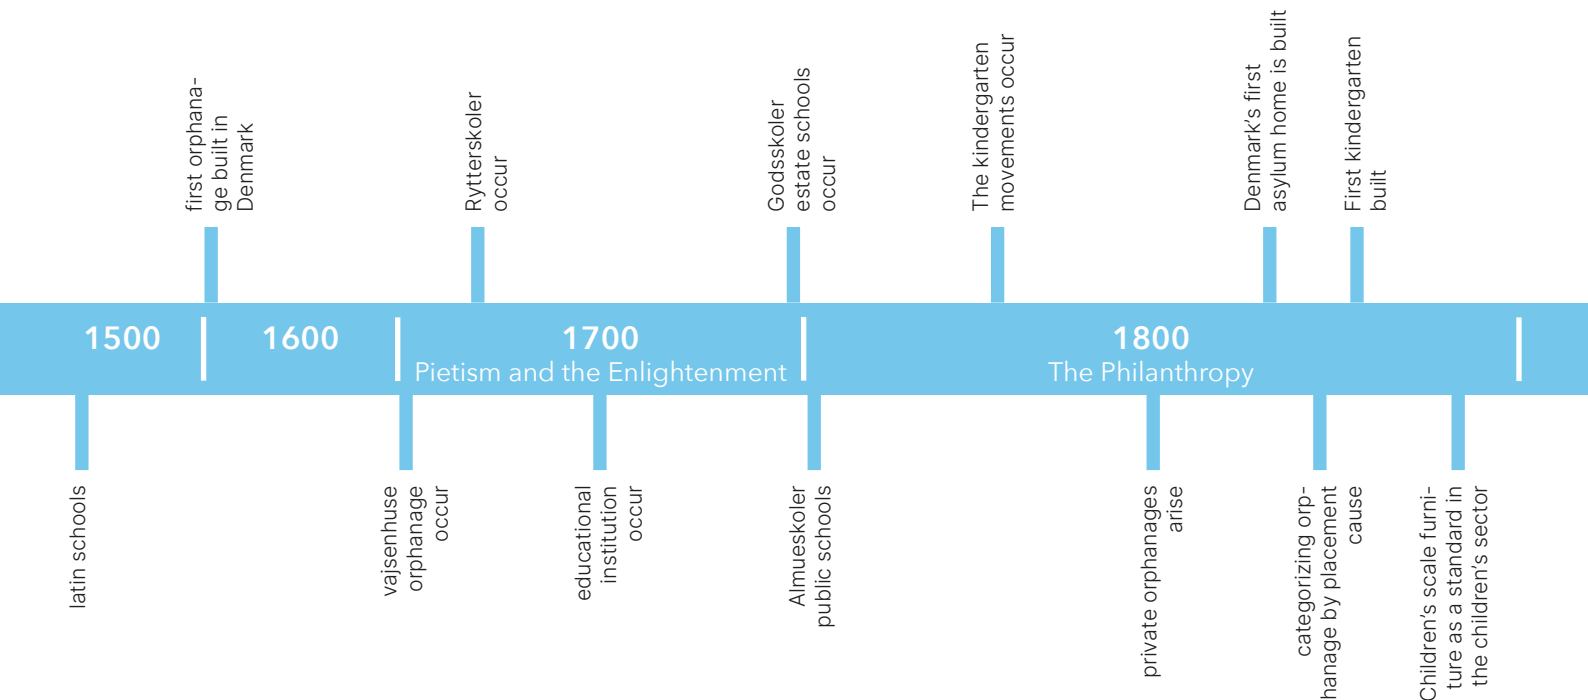 first orphana-
ge built in
Denmark
Rytterskoler
occur
Godsskoler
estate schools
occur
The kindergarten
movements occur
Denmark's first
asylum home is built
First kindergarten
built
1500
1600
1700
Pietism and the Enlightenment
1800
The Philanthropy
latin schools
vajsenhuse
orphanage
occur
educational
institution
occur
Almueskoler
public schools
private orphanages
arise
categorizing orp-
hanage by placement
cause
Children's scale furni-
ture as a standard in
the children's sector